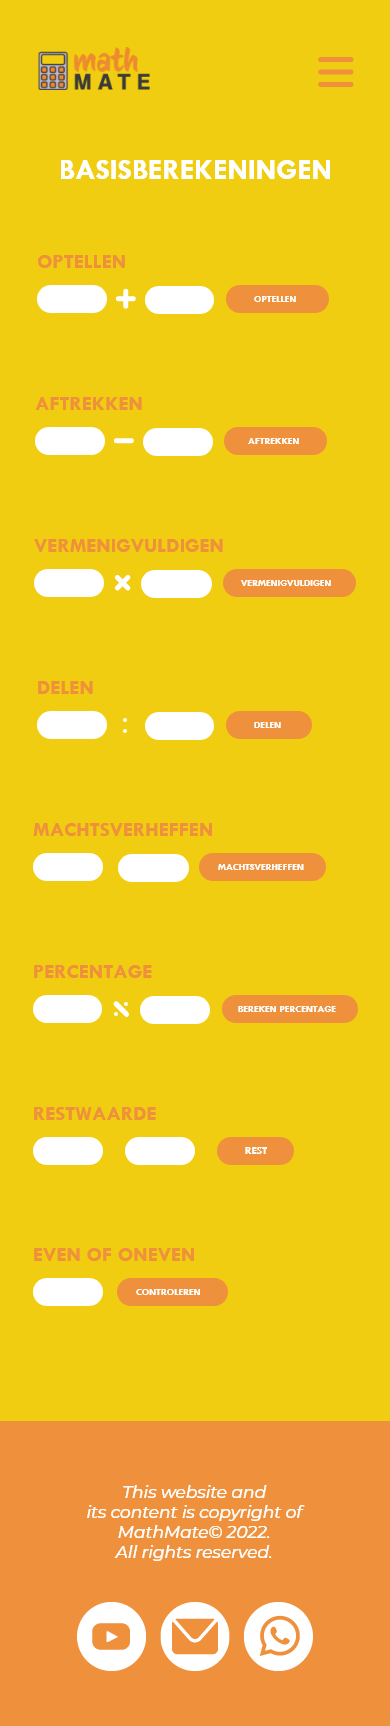 math
MATE
BASISBEREKENINGEN
OPTELLEN
+ OPTELLEN
AFTREKKEN
− AFTREKKEN
VERMENIGVULDIGEN
× VERMENIGVULDIGEN
DELEN
: DELEN
MACHTSVERHEFFEN
MACHTSVERHEFFEN
PERCENTAGE
% BEREKEN PERCENTAGE
RESTWAARDE
REST
EVEN OF ONEVEN
CONTROLEREN
This website and
its content is copyright of
MathMate© 2022.
All rights reserved.